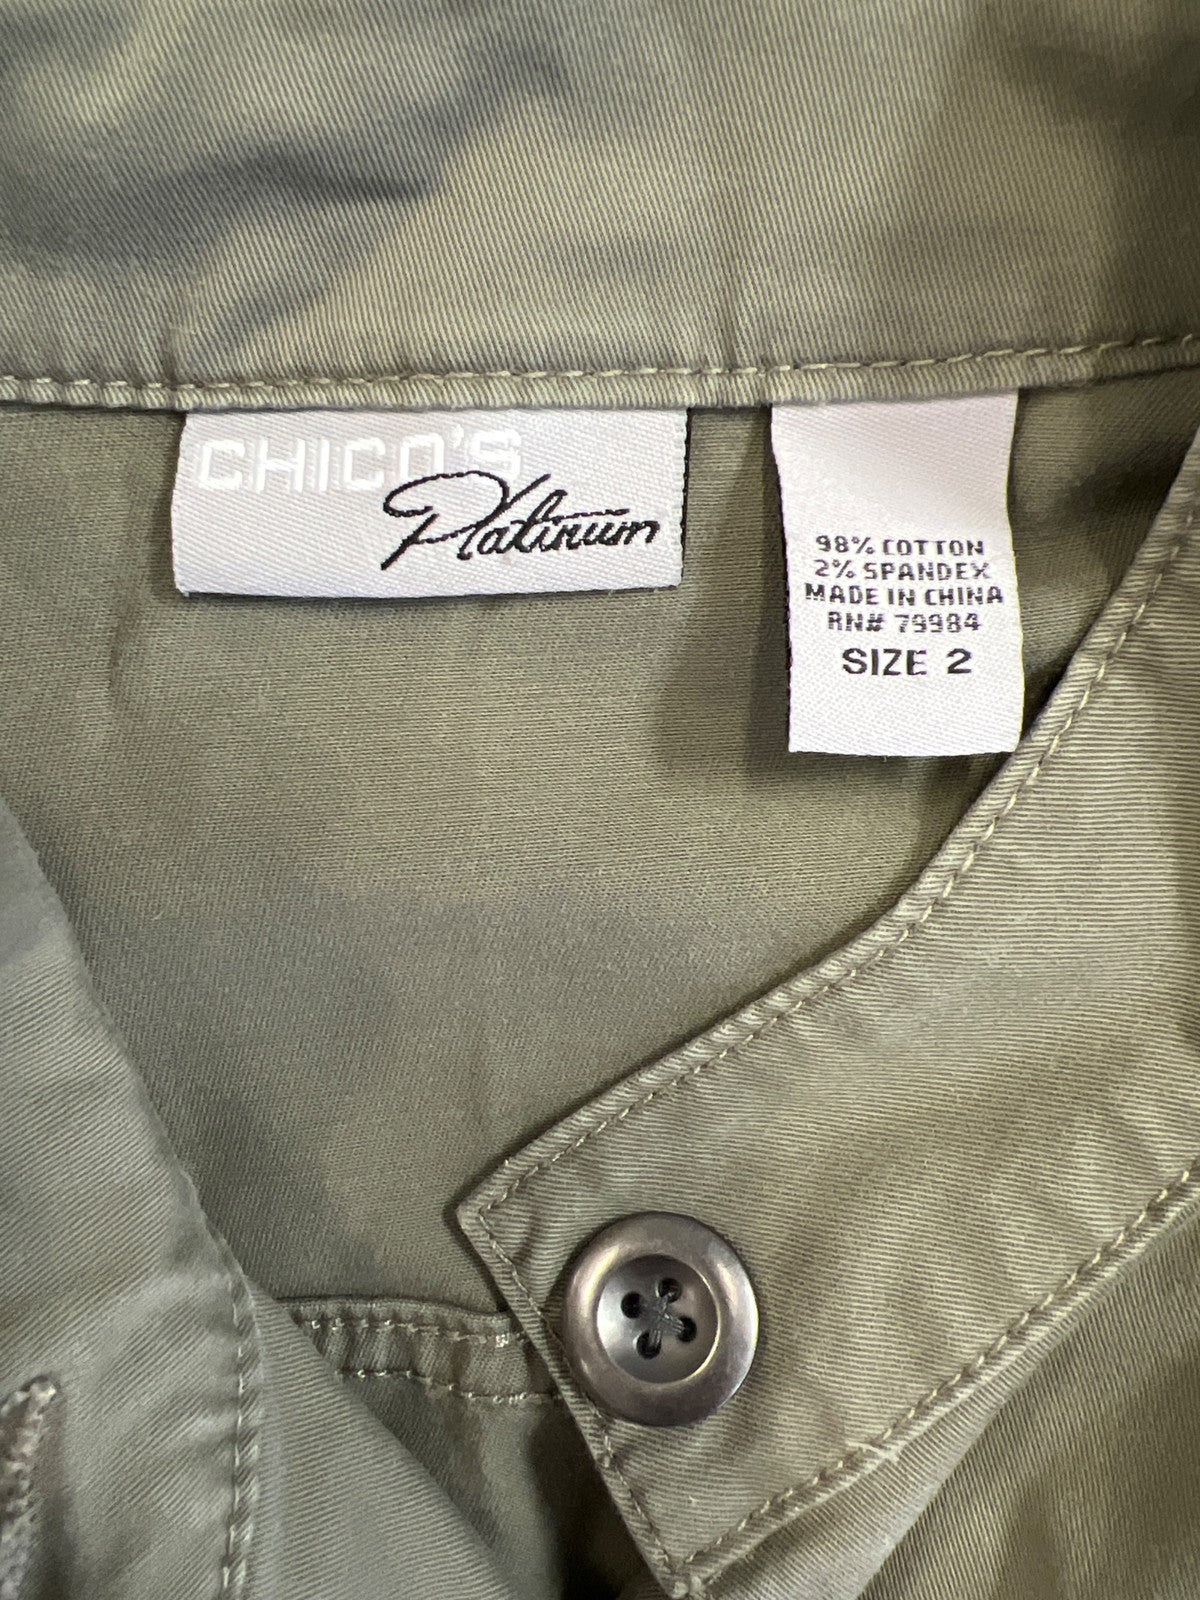 CHICO'S
Platinum
98% COTTON
2% SPANDEX
MADE IN CHINA
RN# 79984
SIZE 2